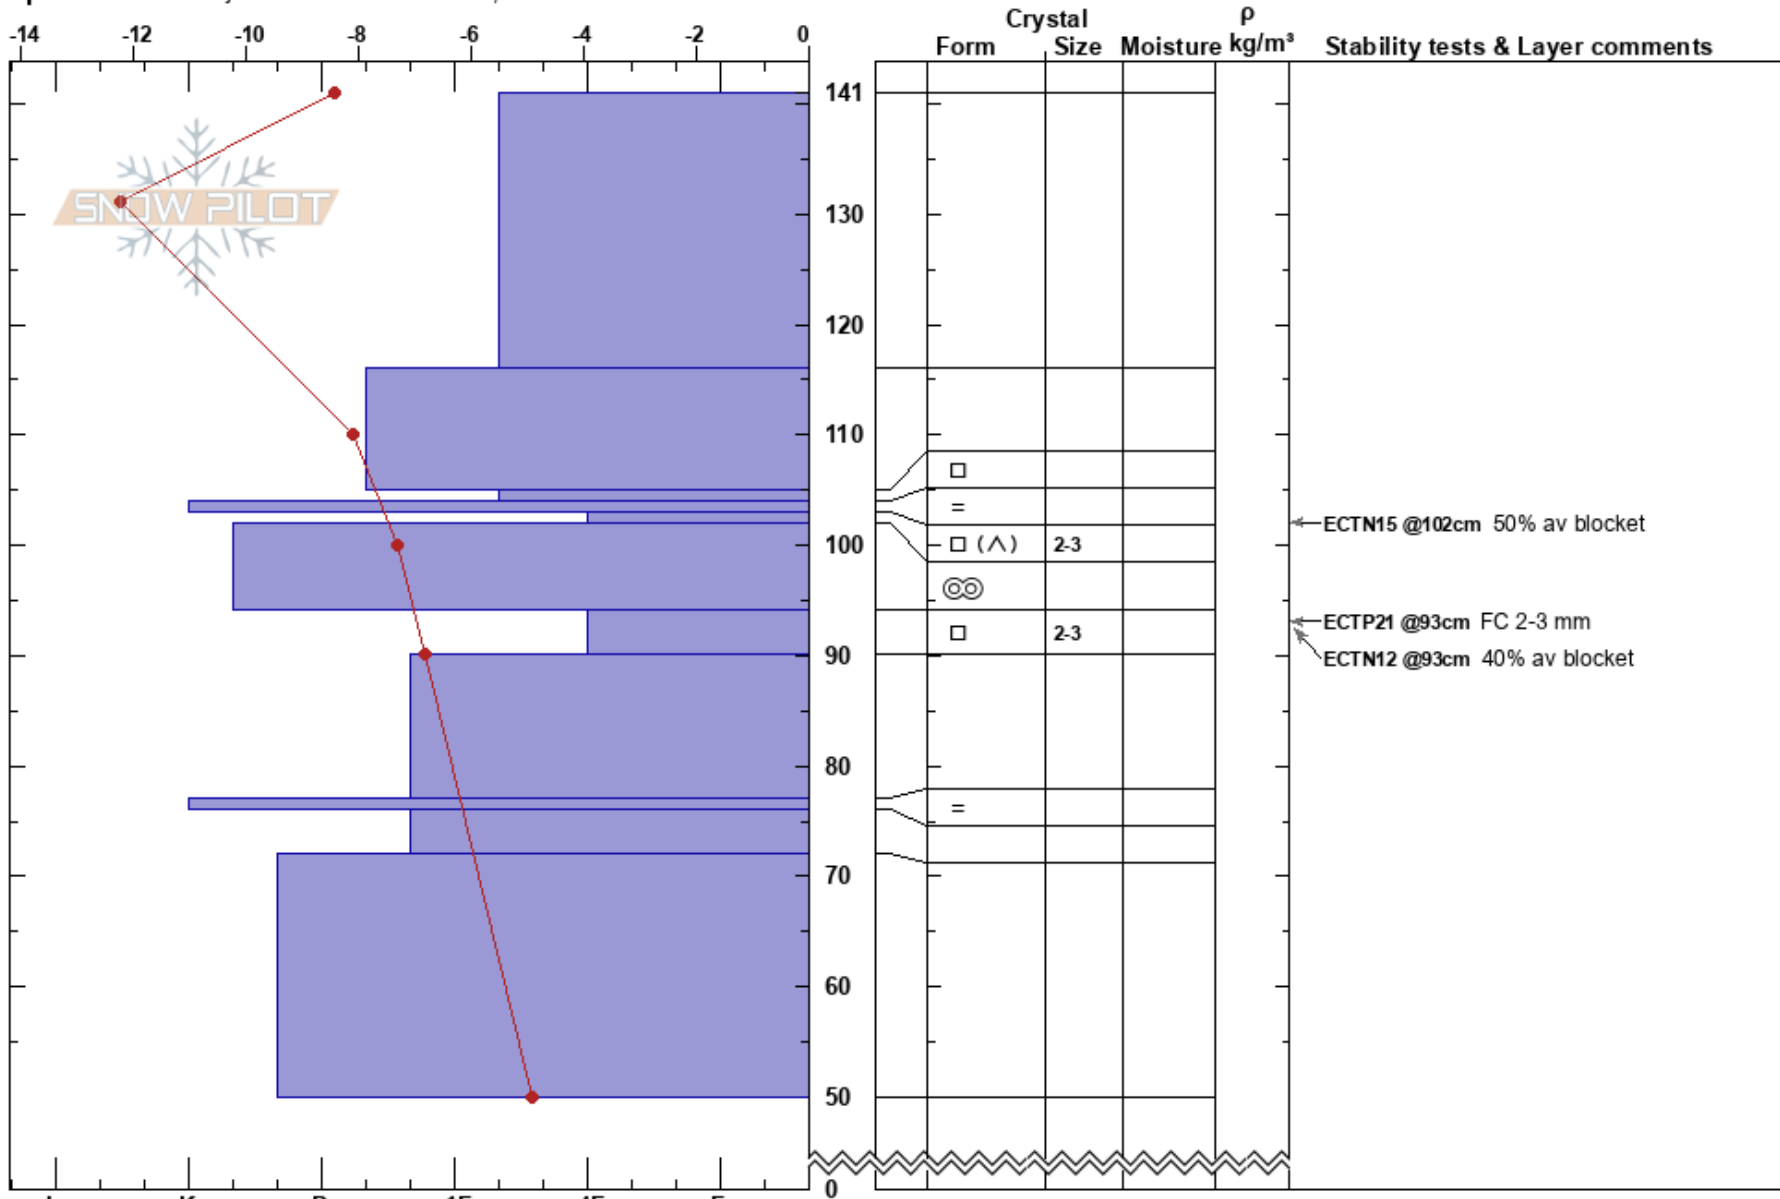 Crystal ρ
-14 -12 -10 -8 -6 -4 -2 0 Form Size Moisture kg/m³ Stability tests & Layer comments
141
SNOW PILOT
130
120
110
=
ECTN15 @102cm 50% av blocket
100 (∧) 2-3
ECTP21 @93cm FC 2-3 mm
2-3
90 ECTN12 @93cm 40% av blocket
80
=
70
60
50
0